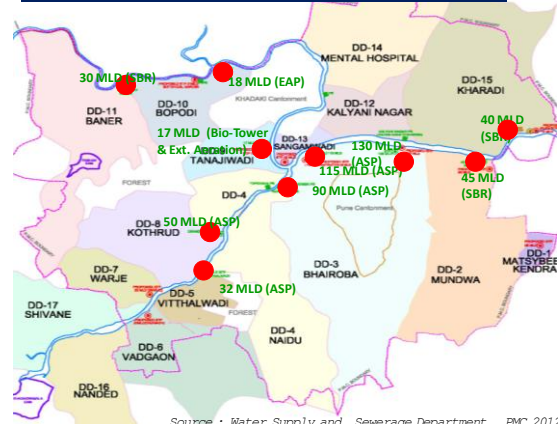 DD-14
MENTAL HOSPITAL
30 MLD (SBR)
18 MLD (EAP)
DD-15
KHARADI
DD-11
BANER
DD-10
BOPODI
KHADAKI Cantonment
DD-12
KALYANI NAGAR
40 MLD
(SBR)
17 MLD (Bio-Tower
& Ext. Aeration)
TANAJIWADI
DD-13
SANGAMWADI
130 MLD
(ASP)
115 MLD (ASP)
45 MLD
(SBR)
FOREST
DD-4
90 MLD (ASP)
Pune Cantonment
50 MLD (ASP)
DD-8
KOTHRUD
DD-1
MATSYBEEJ
KENDRA
DD-3
BHAIROBA
DD-2
MUNDWA
DD-7
WARJE
32 MLD (ASP)
DD-5
VITTHALWADI
DD-17
SHIVANE
FOREST
DD-4
NAIDU
DD-6
VADGAON
DD-16
NANDED
Source : Water Supply and Sewerage Department, PMC 2012